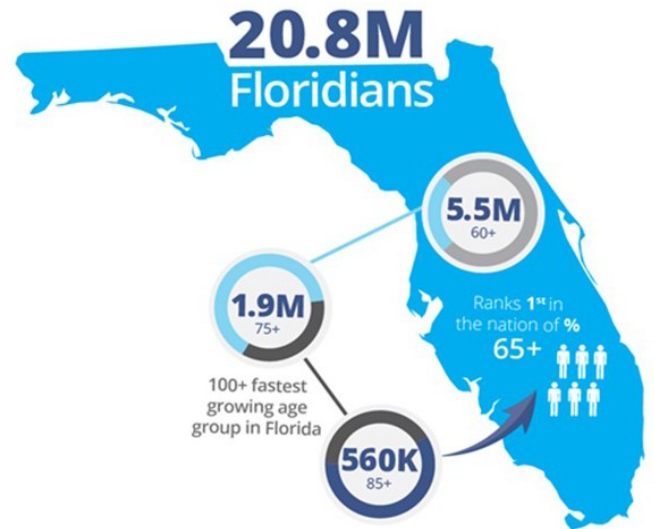 20.8M
Floridians
5.5M
60+
1.9M
75+
Ranks 1st in
the nation of %
65+
100+ fastest
growing age
group in Florida
560K
85+